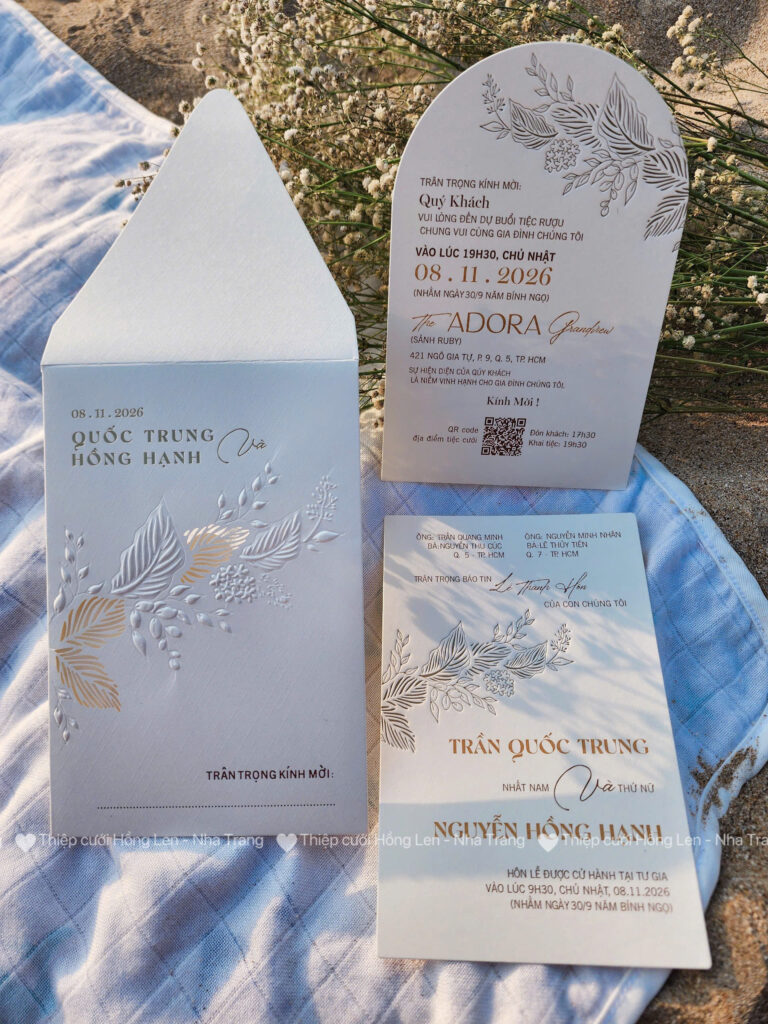 08.11.2026
QUỐC TRUNG
Và
HỒNG HẠNH
TRÂN TRỌNG KÍNH MỜI:
TRÂN TRỌNG KÍNH MỜI:
Quý Khách
VUI LÒNG ĐẾN DỰ BUỔI TIỆC RƯỢU
CHUNG VUI CÙNG GIA ĐÌNH CHÚNG TÔI
VÀO LÚC 19H30, CHỦ NHẬT
08 . 11 . 2026
(NHẰM NGÀY 30/9 NĂM BÍNH NGỌ)
The ADORA Grandview
(SẢNH RUBY)
421 NGÔ GIA TỰ, P. 9, Q. 5, TP. HCM
SỰ HIỆN DIỆN CỦA QÚY KHÁCH
LÀ NIỀM VINH HẠNH CHO GIA ĐÌNH CHÚNG TÔI.
Kính Mời !
QR code
địa điểm tiệc cưới
Đón khách: 17h30
Khai tiệc: 19h30
ÔNG: TRẦN QUANG MINH
BÀ: NGUYỄN THU CÚC
Q. 5 - TP. HCM
ÔNG: NGUYỄN MINH NHÂN
BÀ: LÊ THỦY TIÊN
Q. 7 - TP. HCM
TRÂN TRỌNG BÁO TIN Lễ Thành Hôn
CỦA CON CHÚNG TÔI
TRẦN QUỐC TRUNG
NHẤT NAM Và THỨ NỮ
NGUYỄN HỒNG HẠNH
HÔN LỄ ĐƯỢC CỬ HÀNH TẠI TƯ GIA
VÀO LÚC 9H30, CHỦ NHẬT, 08.11.2026
(NHẰM NGÀY 30/9 NĂM BÍNH NGỌ)
Thiệp cưới Hồng Len - Nha Trang Thiệp cưới Hồng Len - Nha Trang Thiệp cưới Hồng Len - Nha Trang